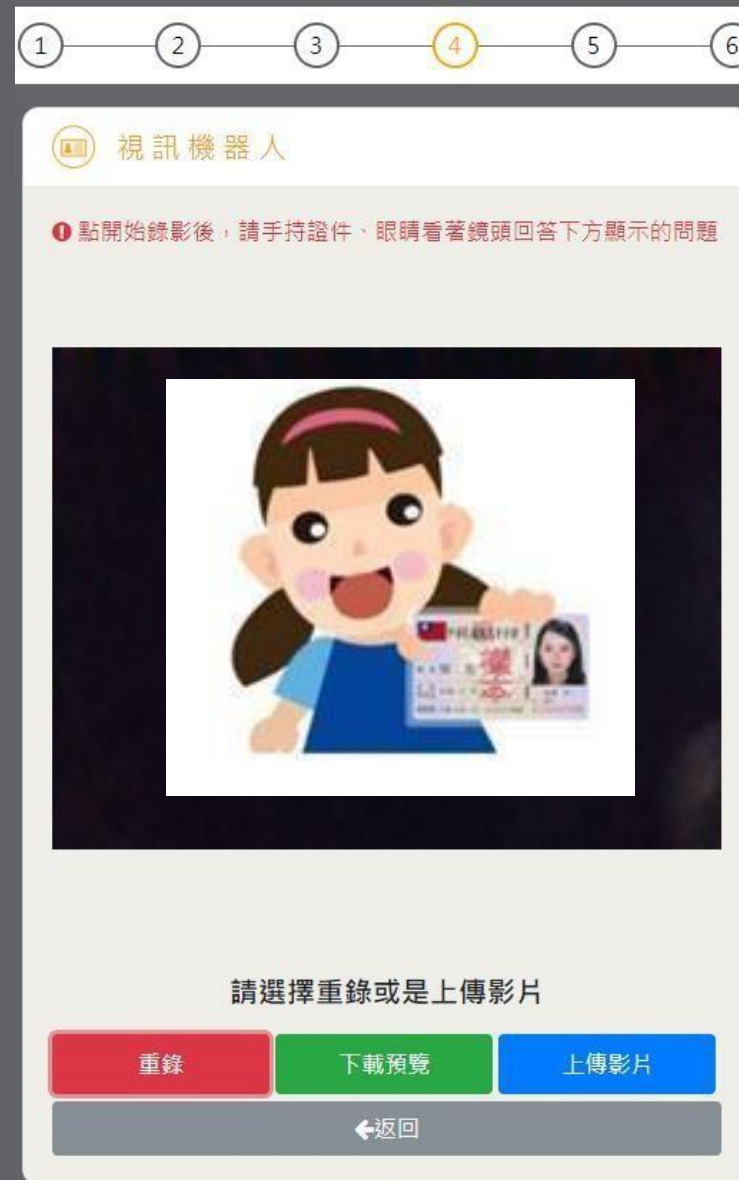 1 2 3 4 5 6
視訊機器人
點開始錄影後，請手持證件、眼睛看著鏡頭回答下方顯示的問題
樣本
請選擇重錄或是上傳影片
重錄 下載預覽 上傳影片
返回